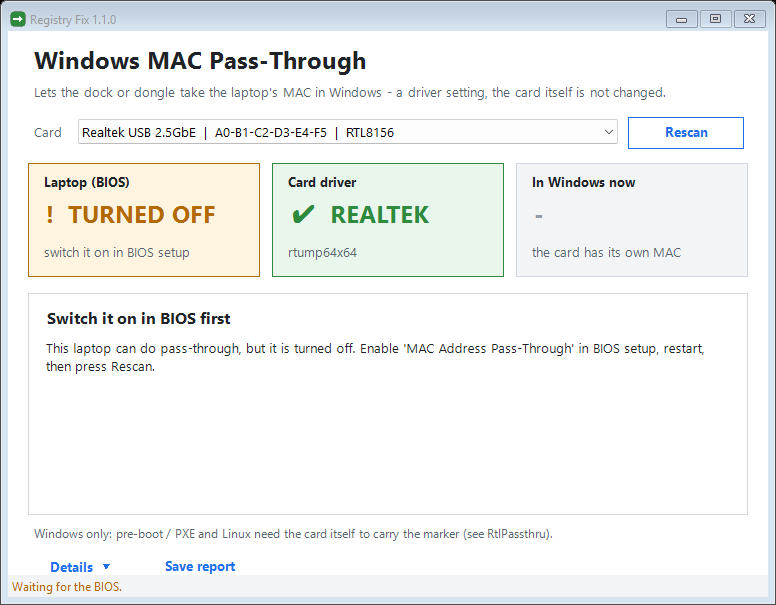 Registry Fix 1.1.0
Windows MAC Pass-Through
Lets the dock or dongle take the laptop's MAC in Windows - a driver setting, the card itself is not changed.
Card
Realtek USB 2.5GbE | A0-B1-C2-D3-E4-F5 | RTL8156
Rescan
Laptop (BIOS)
! TURNED OFF
switch it on in BIOS setup
Card driver
✔ REALTEK
rtump64x64
In Windows now
-
the card has its own MAC
Switch it on in BIOS first
This laptop can do pass-through, but it is turned off. Enable 'MAC Address Pass-Through' in BIOS setup, restart,
then press Rescan.
Windows only: pre-boot / PXE and Linux need the card itself to carry the marker (see RtlPassthru).
Details ▼
Save report
Waiting for the BIOS.